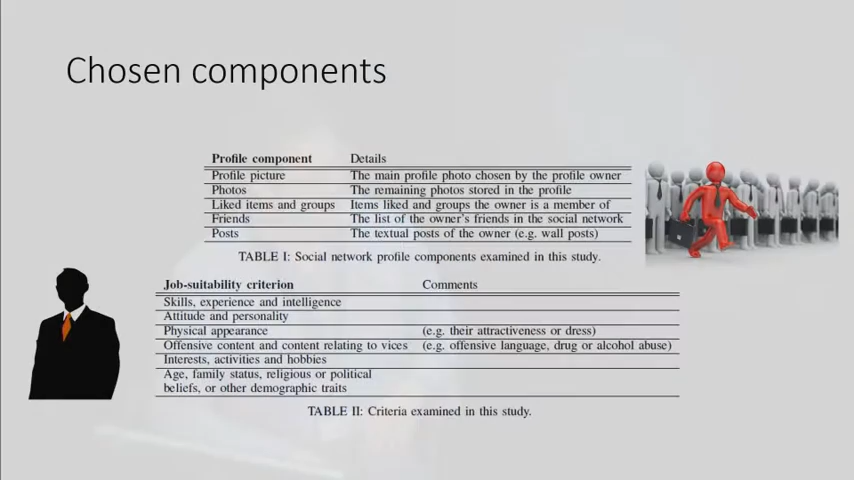 Chosen components
Profile component Details
Profile picture The main profile photo chosen by the profile owner
Photos The remaining photos stored in the profile
Liked items and groups Items liked and groups the owner is a member of
Friends The list of the owner's friends in the social network
Posts The textual posts of the owner (e.g. wall posts)
TABLE I: Social network profile components examined in this study.
Job-suitability criterion Comments
Skills, experience and intelligence
Attitude and personality
Physical appearance (e.g. their attractiveness or dress)
Offensive content and content relating to vices (e.g. offensive language, drug or alcohol abuse)
Interests, activities and hobbies
Age, family status, religious or political
beliefs, or other demographic traits
TABLE II: Criteria examined in this study.